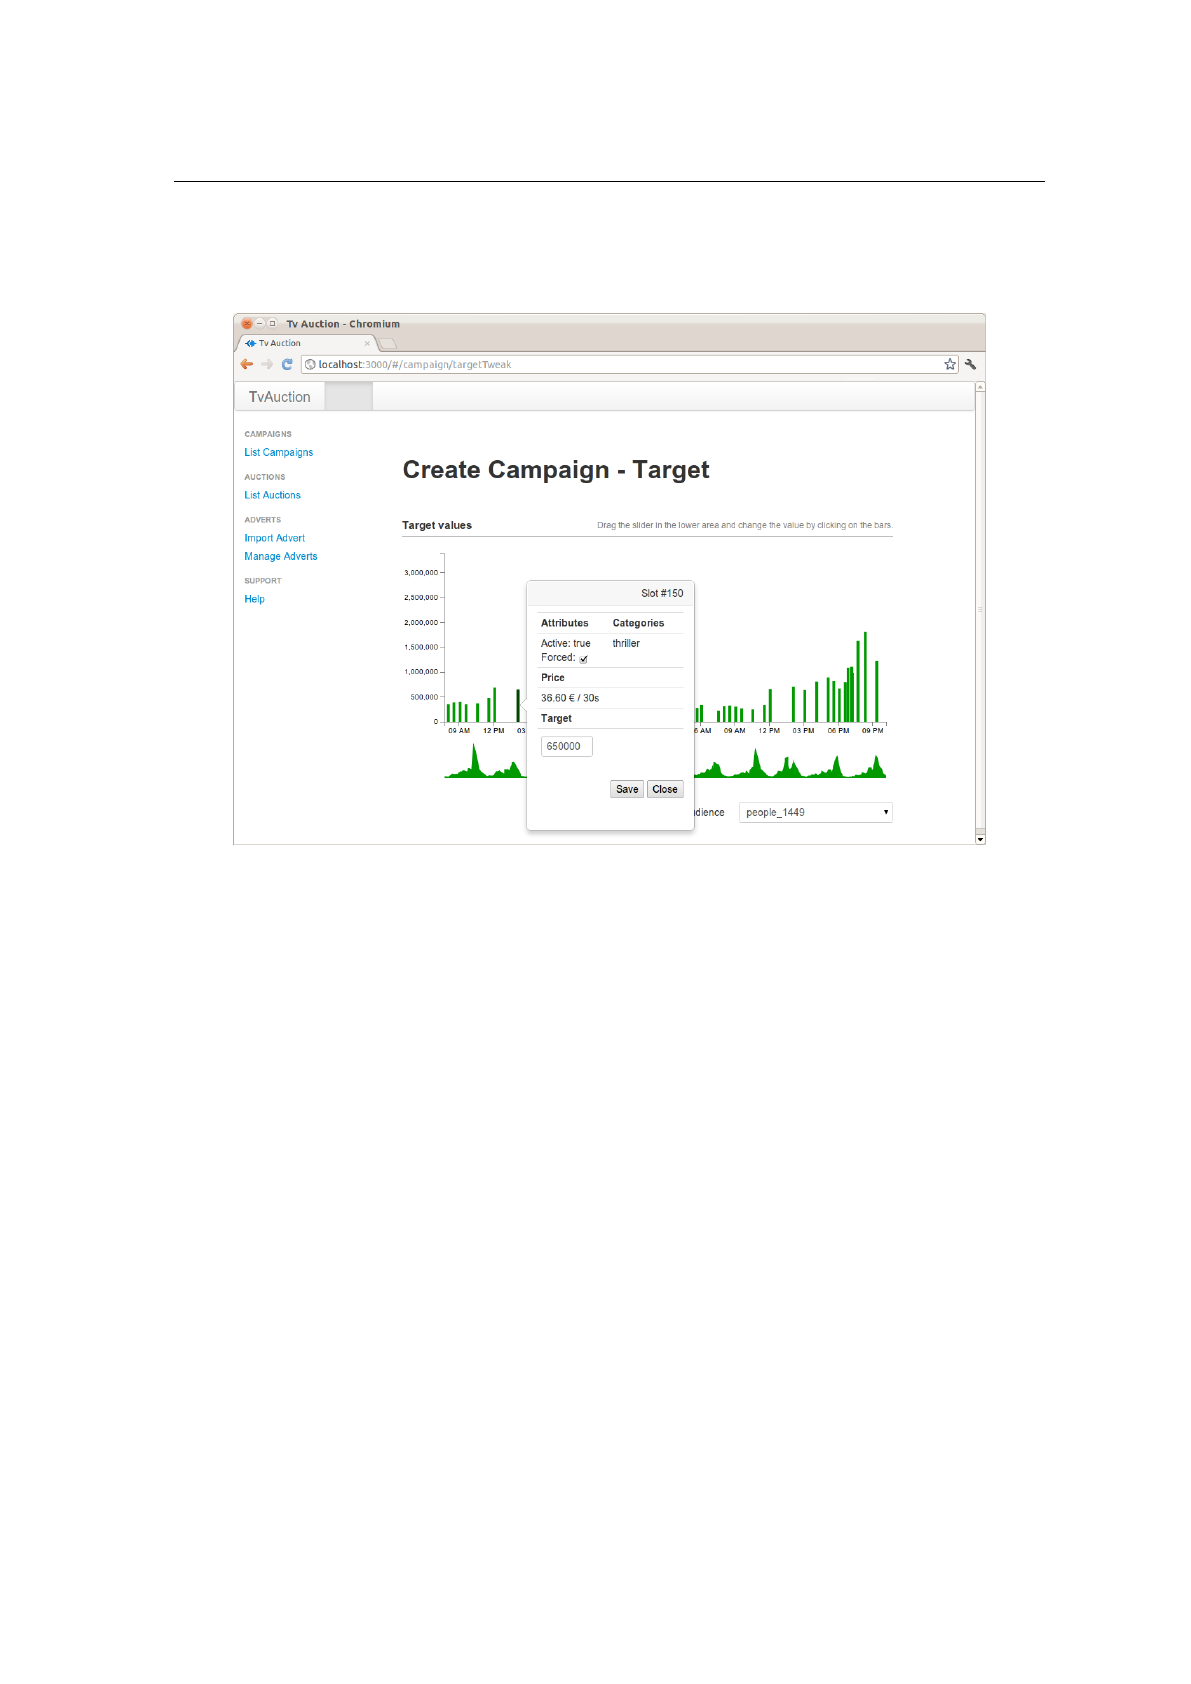 Tv Auction - Chromium
Tv Auction
localhost:3000/#/campaign/targetTweak
TvAuction
CAMPAIGNS
List Campaigns
AUCTIONS
List Auctions
ADVERTS
Import Advert
Manage Adverts
SUPPORT
Help
Create Campaign - Target
Target values
Drag the slider in the lower area and change the value by clicking on the bars.
3,000,000
2,500,000
2,000,000
1,500,000
1,000,000
500,000
0
09 AM 12 PM 03 6 AM 09 AM 12 PM 03 PM 06 PM 09 PM
Slot #150
Attributes Categories
Active: true thriller
Forced:
Price
36.60 € / 30s
Target
650000
Save Close
dience people_1449